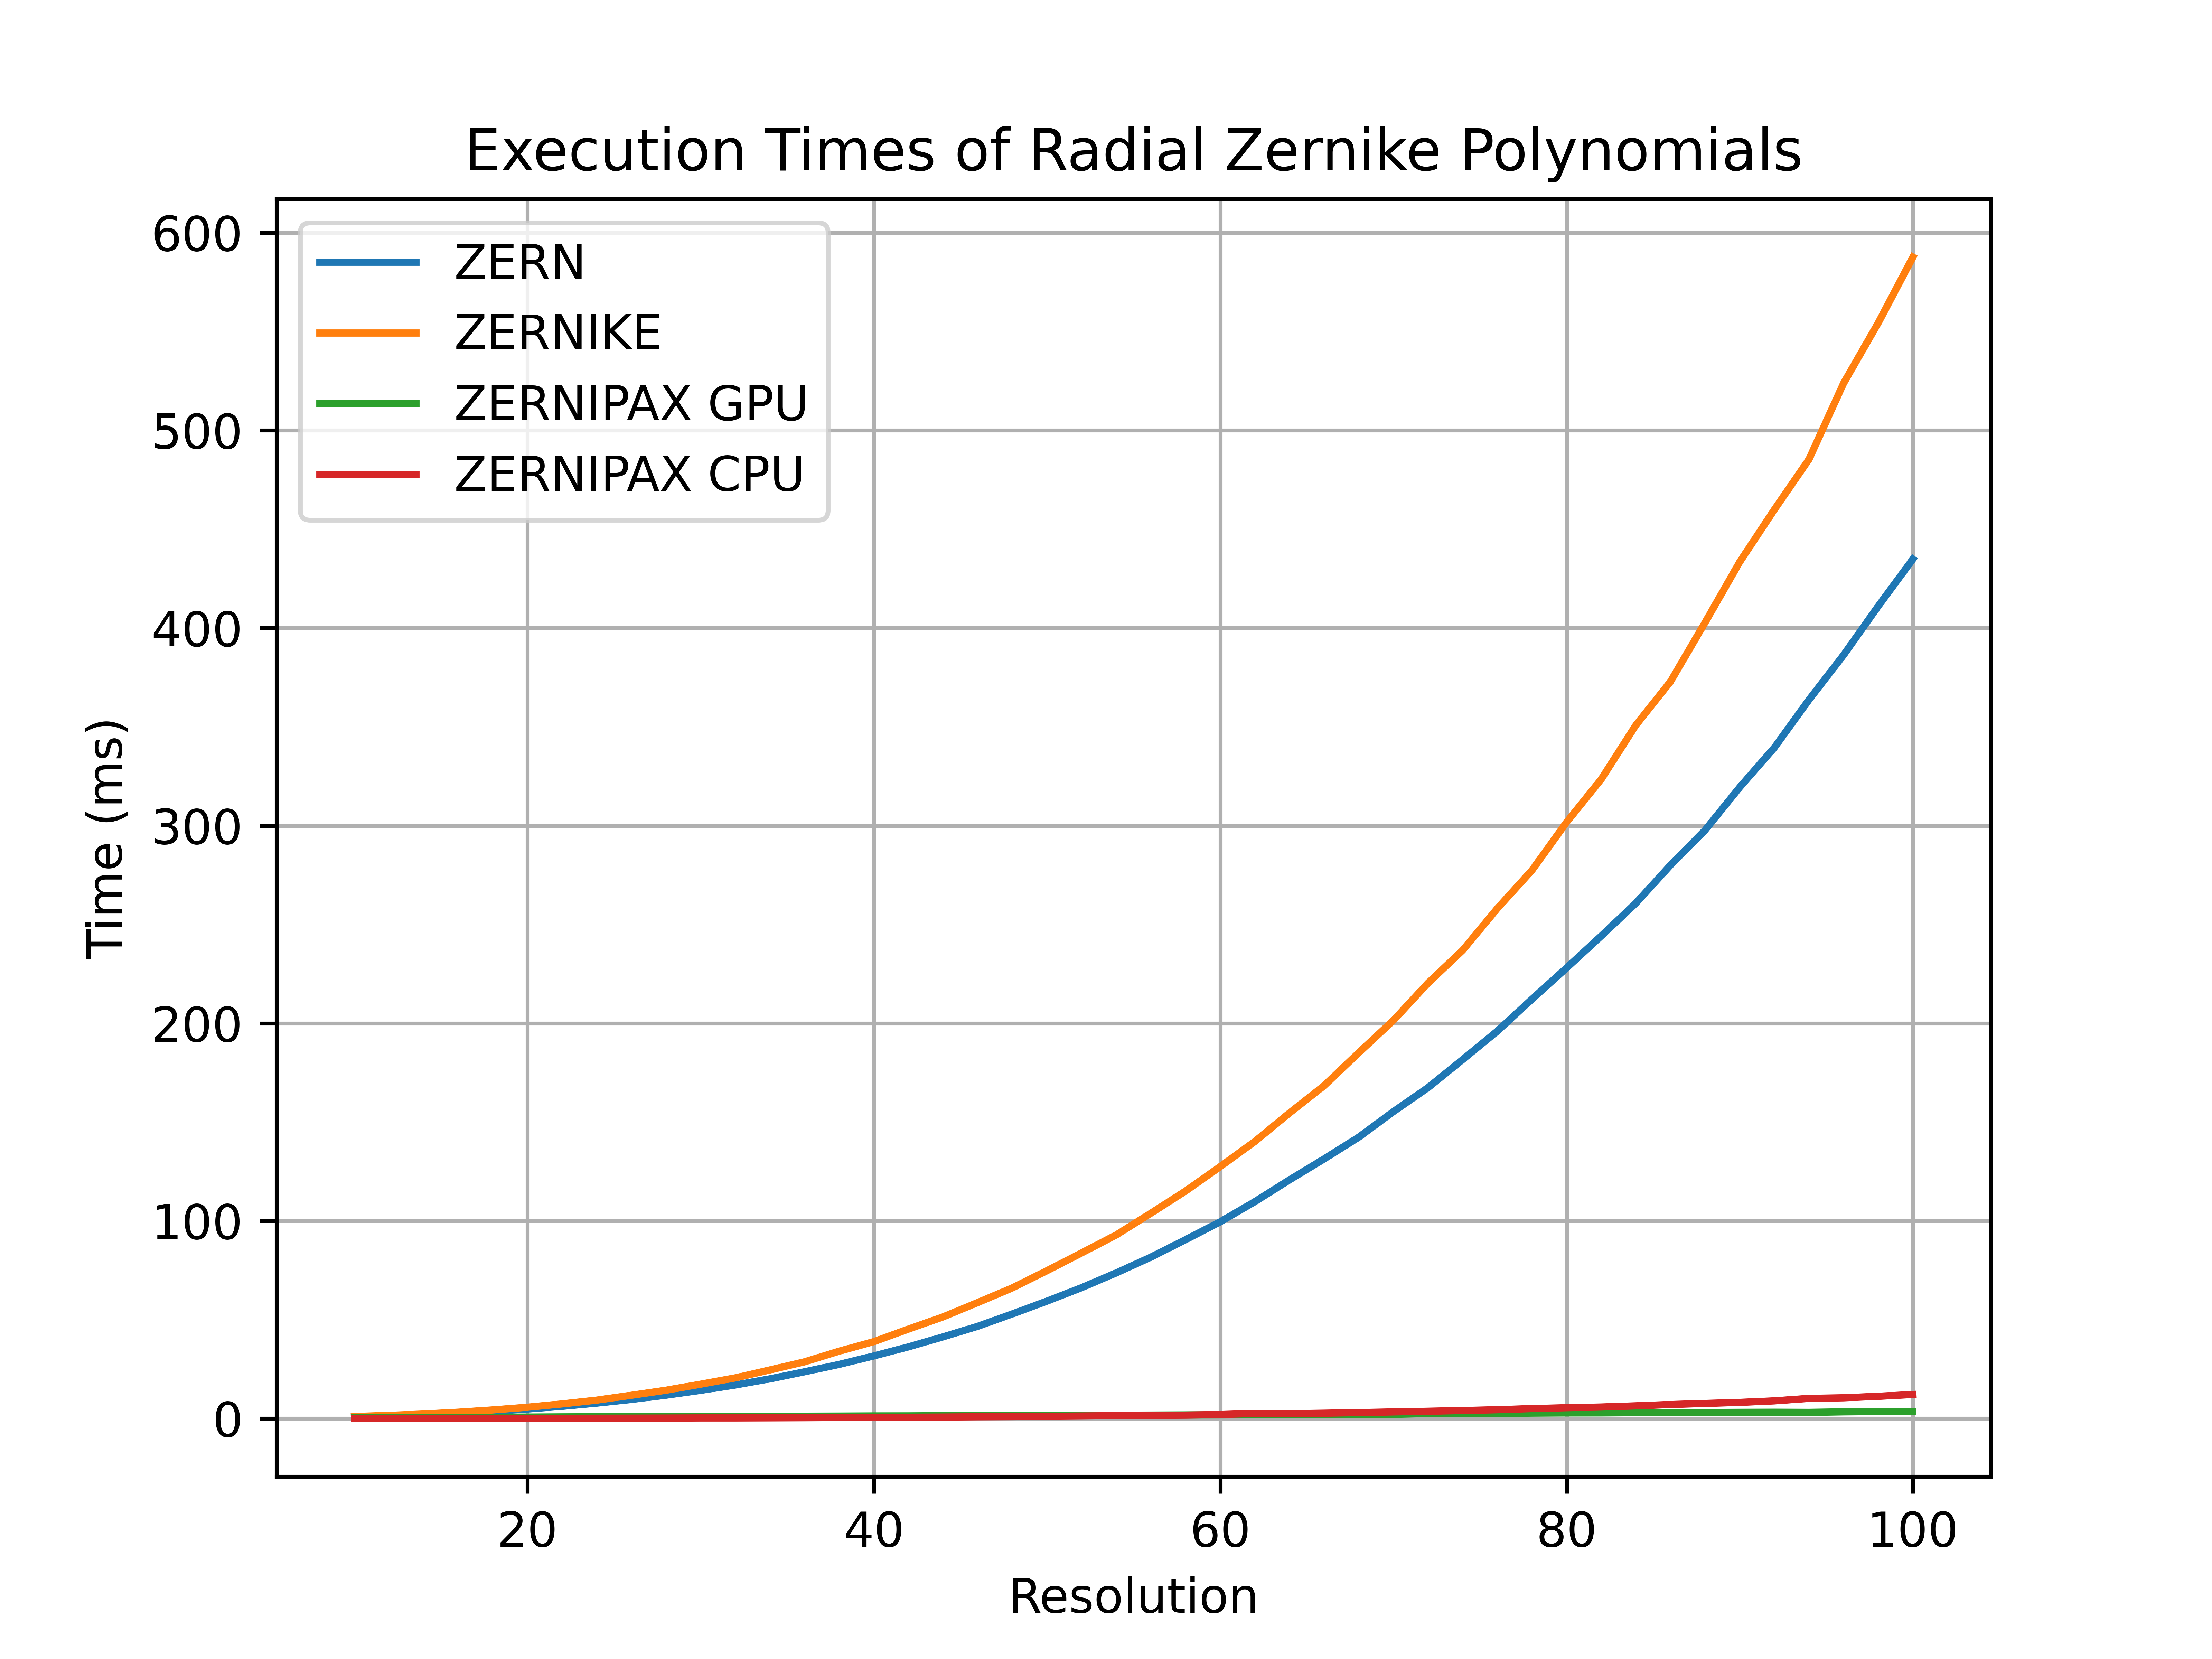 Execution Times of Radial Zernike Polynomials
600
500
400
300
200
100
0
Time (ms)
ZERN
ZERNIKE
ZERNIPAX GPU
ZERNIPAX CPU
20 40 60 80 100
Resolution